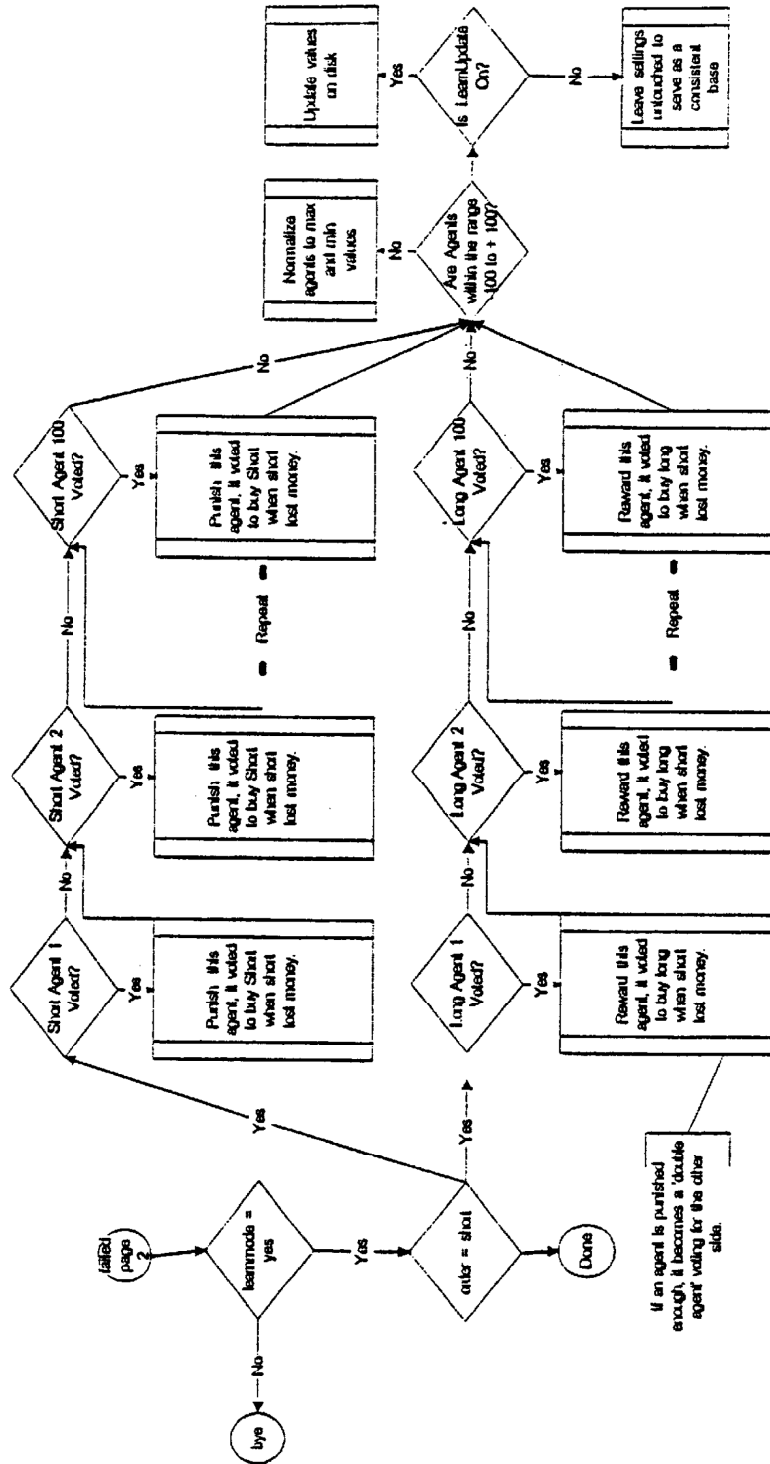 failed
page
2
learnmode =
yes
No
bye
Yes
order = short
Done
Yes
Yes
Short Agent 1
Voted?
No
Yes
Punish this
agent, it voted
to buy Short
when short
lost money.
Short Agent 2
Voted?
No
Yes
Punish this
agent, it voted
to buy Short
when short
lost money.
Repeat
Short Agent 100
Voted?
No
Yes
Punish this
agent, it voted
to buy Short
when short
lost money.
Long Agent 1
Voted?
No
Yes
Reward this
agent, it voted
to buy long
when short
lost money.
Long Agent 2
Voted?
No
Yes
Reward this
agent, it voted
to buy long
when short
lost money.
Repeat
Long Agent 100
Voted?
No
Yes
Reward this
agent, it voted
to buy long
when short
lost money.
If an agent is punished
enough, it becomes a 'double
agent' voting for the other
side.
Are Agents
within the range
-100 to + 100?
No
Normalize
agents to max
and min
values
Is LearnUpdate
On?
Yes
Update values
on disk
No
Leave settings
untouched to
serve as a
consistent
base